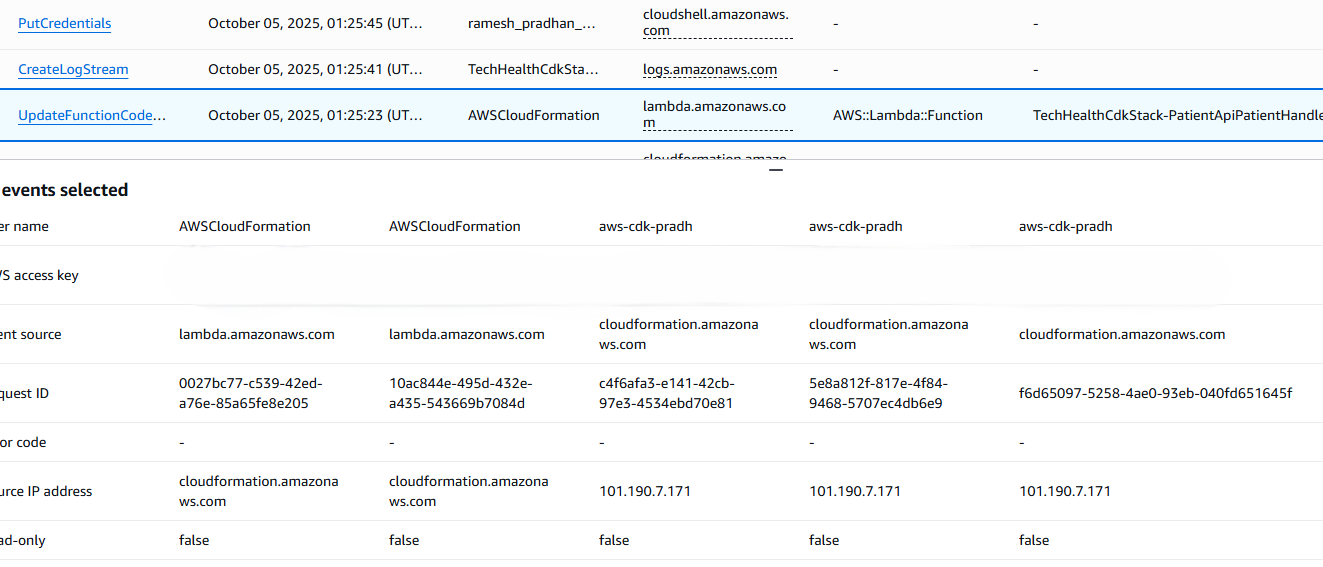 PutCredentials October 05, 2025, 01:25:45 (UT... ramesh_pradhan_... cloudshell.amazonaws.com - -
CreateLogStream October 05, 2025, 01:25:41 (UT... TechHealthCdkSta... logs.amazonaws.com - -
UpdateFunctionCode... October 05, 2025, 01:25:23 (UT... AWSCloudFormation lambda.amazonaws.com AWS::Lambda::Function TechHealthCdkStack-PatientApiPatientHandle
cloudformation.amazo
events selected
er name AWSCloudFormation AWSCloudFormation aws-cdk-pradh aws-cdk-pradh aws-cdk-pradh
VS access key
ent source lambda.amazonaws.com lambda.amazonaws.com cloudformation.amazonaws.com cloudformation.amazonaws.com cloudformation.amazonaws.com
quest ID 0027bc77-c539-42ed-a76e-85a65fe8e205 10ac844e-495d-432e-a435-543669b7084d c4f6afa3-e141-42cb-97e3-4534ebd70e81 5e8a812f-817e-4f84-9468-5707ec4db6e9 f6d65097-5258-4ae0-93eb-040fd651645f
or code - - - - -
urce IP address cloudformation.amazonaws.com cloudformation.amazonaws.com 101.190.7.171 101.190.7.171 101.190.7.171
ad-only false false false false false